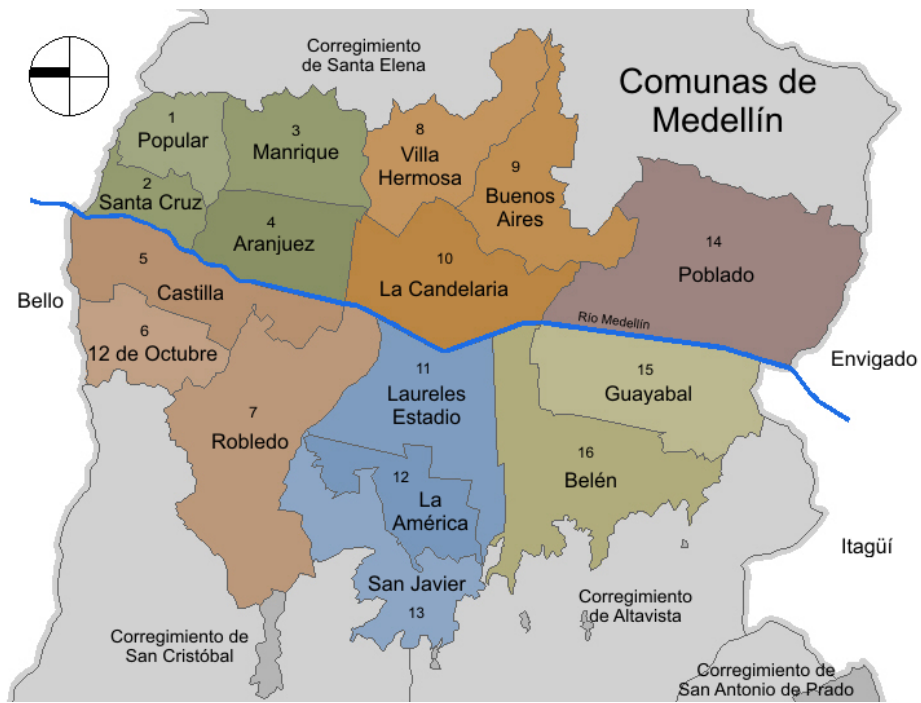 Corregimiento
de Santa Elena
Comunas de
Medellín
1
Popular
3
Manrique
8
Villa
Hermosa
9
Buenos
Aires
2
Santa Cruz
4
Aranjuez
14
Poblado
5
Castilla
10
La Candelaria
Bello
Río Medellín
6
12 de Octubre
Envigado
11
Laureles
Estadio
15
Guayabal
7
Robledo
16
Belén
12
La
América
Itagüí
San Javier
13
Corregimiento
de Altavista
Corregimiento de
San Cristóbal
Corregimiento de
San Antonio de Prado